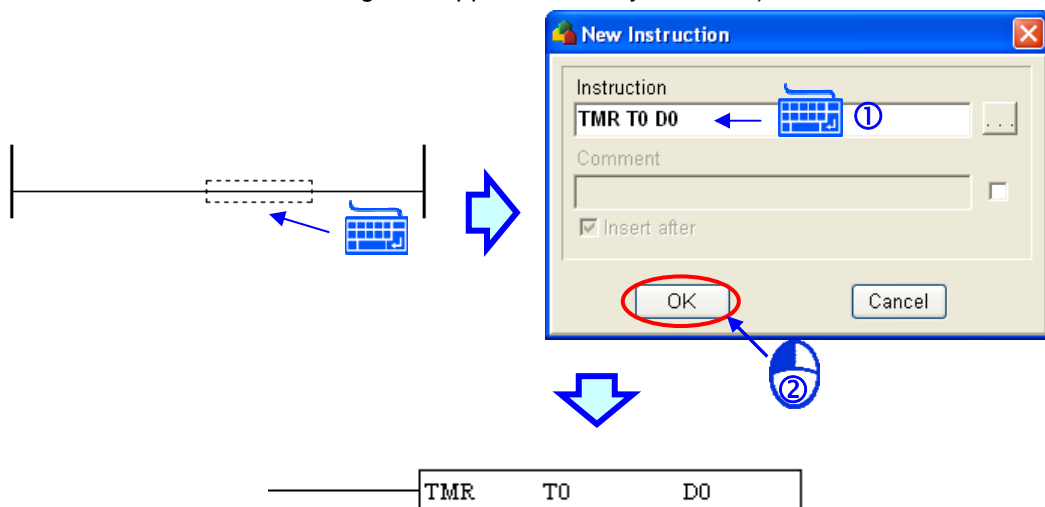 New Instruction
Instruction
TMR T0 D0
①
...
Comment
Insert after
OK
Cancel
②
TMR T0 D0